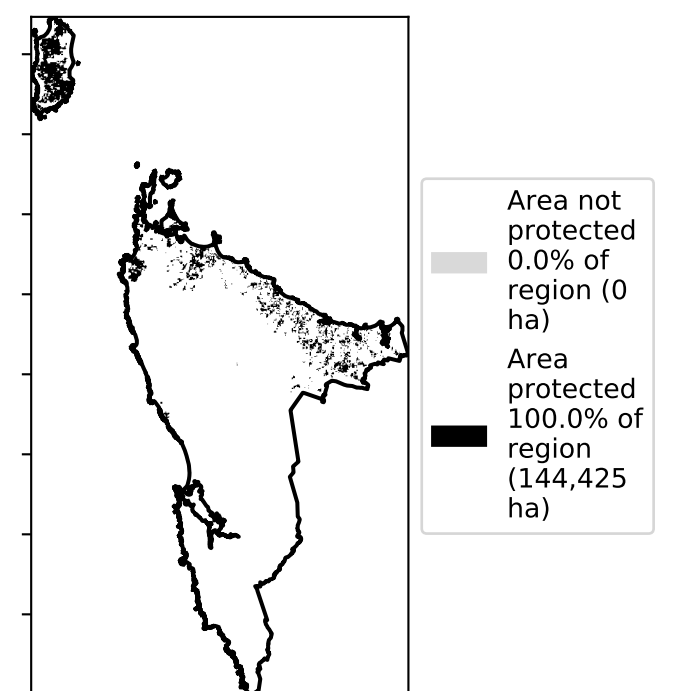 Area not
protected
0.0% of
region (0
ha)
Area
protected
100.0% of
region
(144,425
ha)